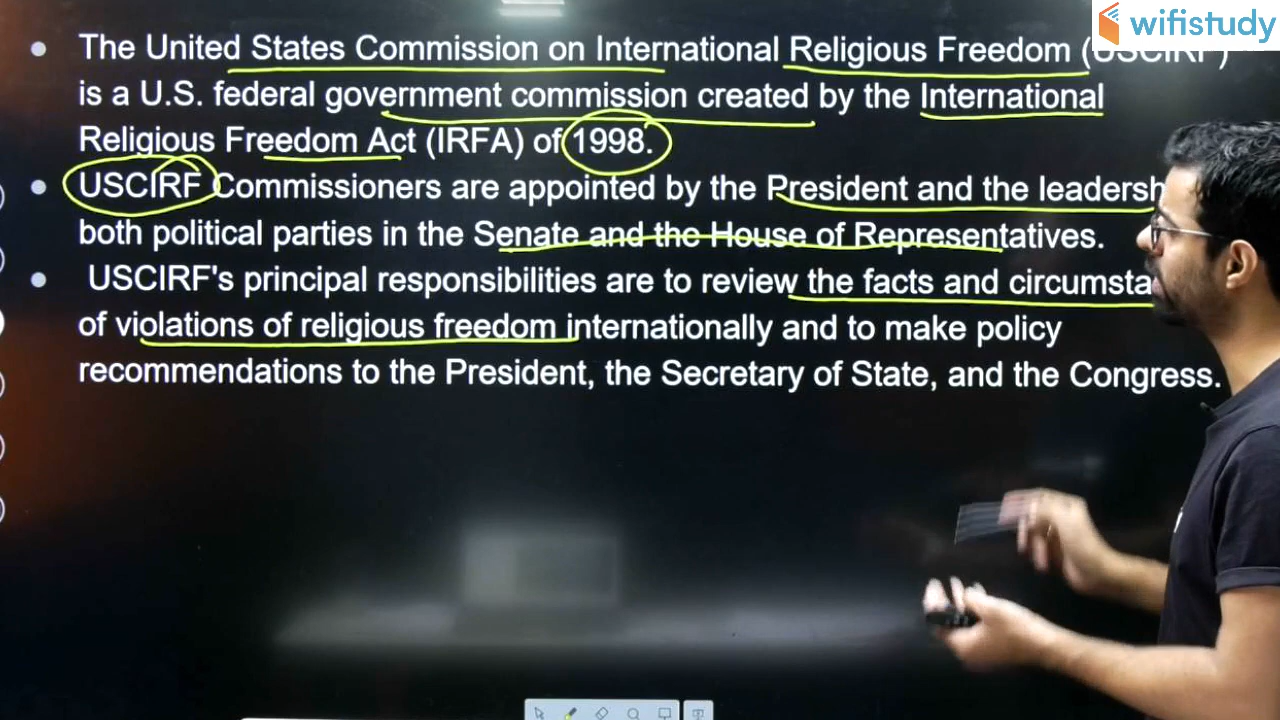 wifistudy
The United States Commission on International Religious Freedom (USCIRF)
is a U.S. federal government commission created by the International
Religious Freedom Act (IRFA) of 1998.
USCIRF Commissioners are appointed by the President and the
both political parties in the Senate and the House of Representatives.
USCIRF's principal responsibilities are to review the facts and
of violations of religious freedom internationally and to make policy
recommendations to the President, the Secretary of State, and the Congress.